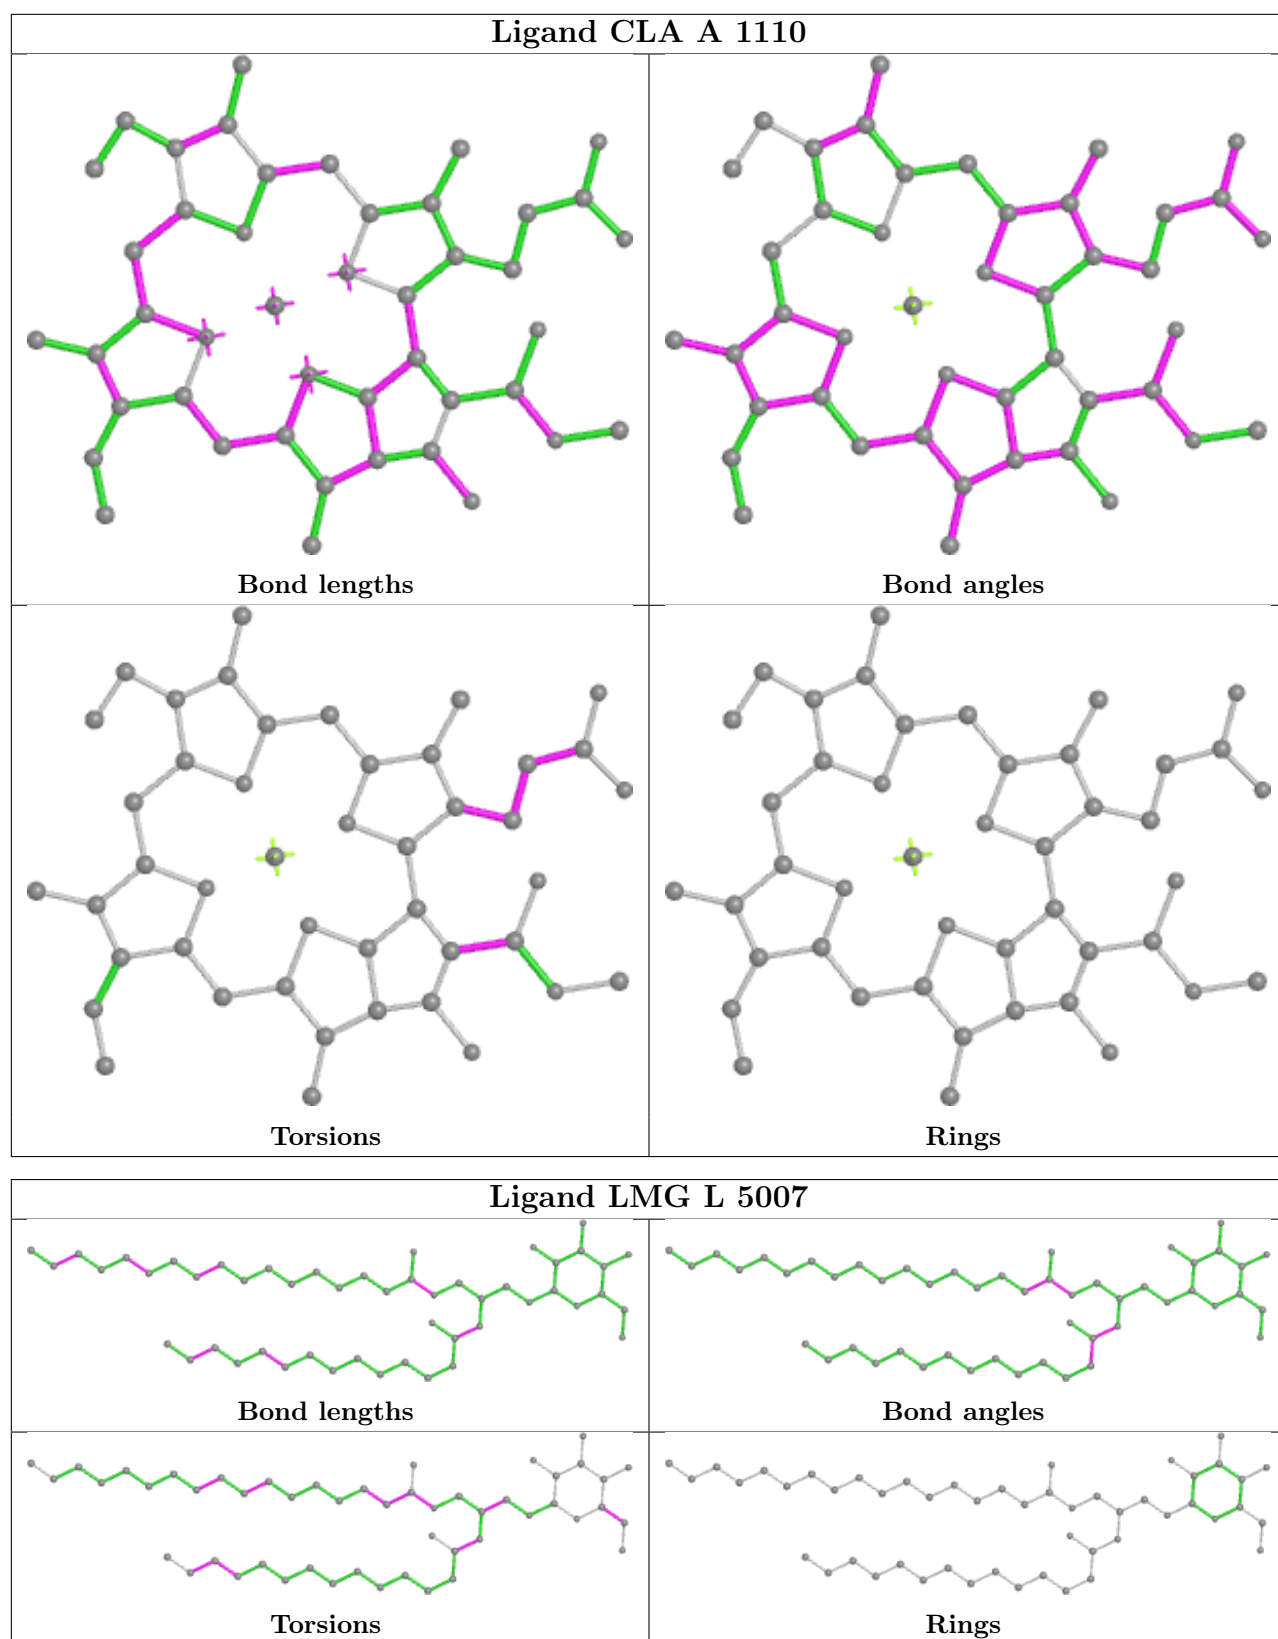 Ligand CLA A 1110
Bond lengths
Bond angles
Torsions
Rings
Ligand LMG L 5007
Bond lengths
Bond angles
Torsions
Rings